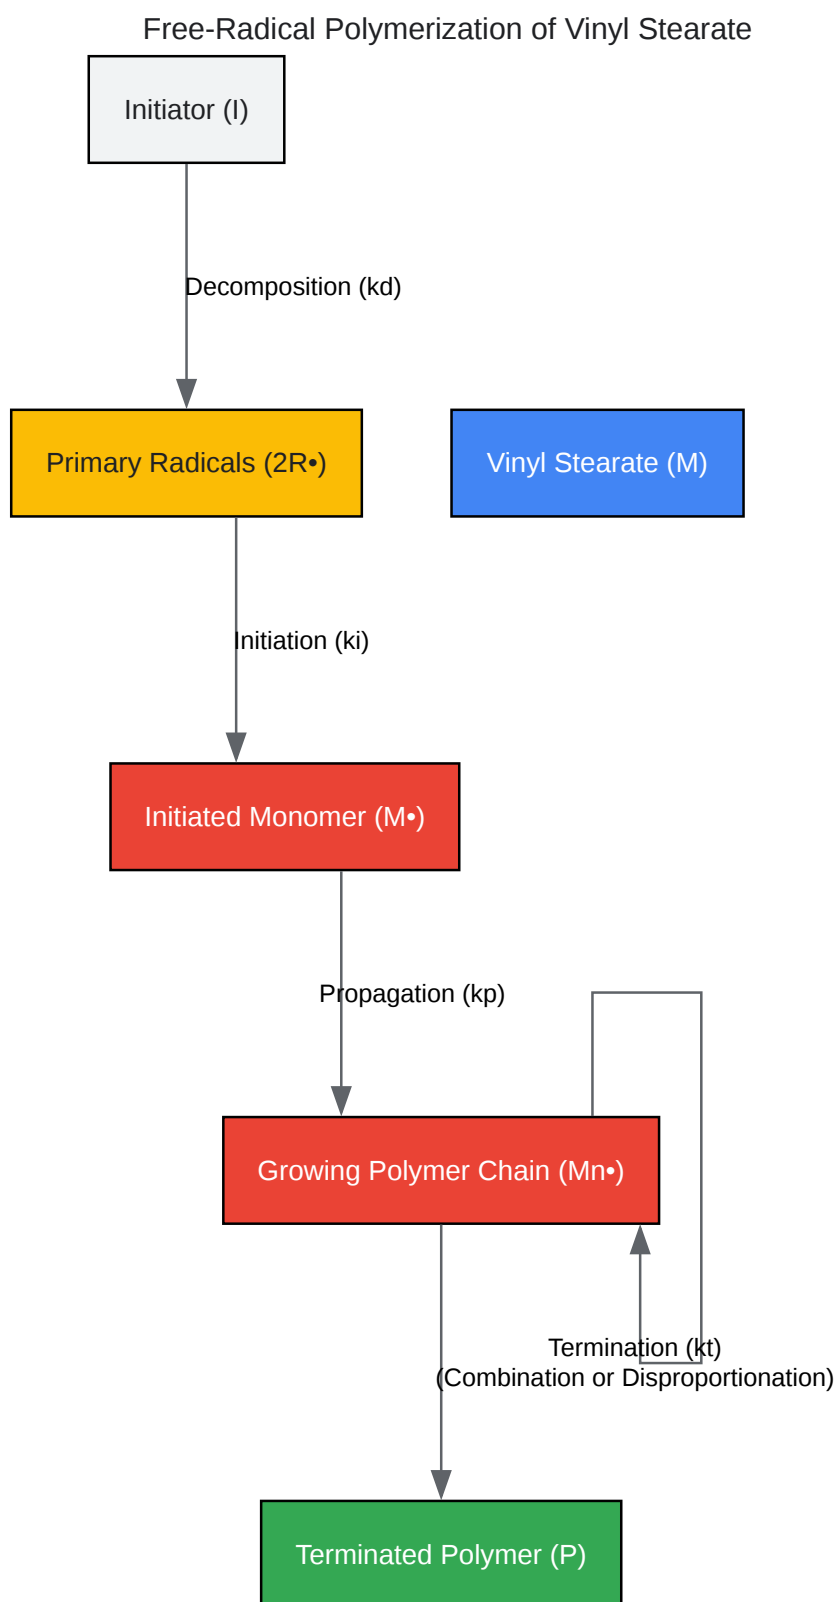 Free-Radical Polymerization of Vinyl Stearate
Initiator (I)
Decomposition (kd)
Primary Radicals (2R•)
Vinyl Stearate (M)
Initiation (ki)
Initiated Monomer (M•)
Propagation (kp)
Growing Polymer Chain (Mn•)
Termination (kt)
(Combination or Disproportionation)
Terminated Polymer (P)